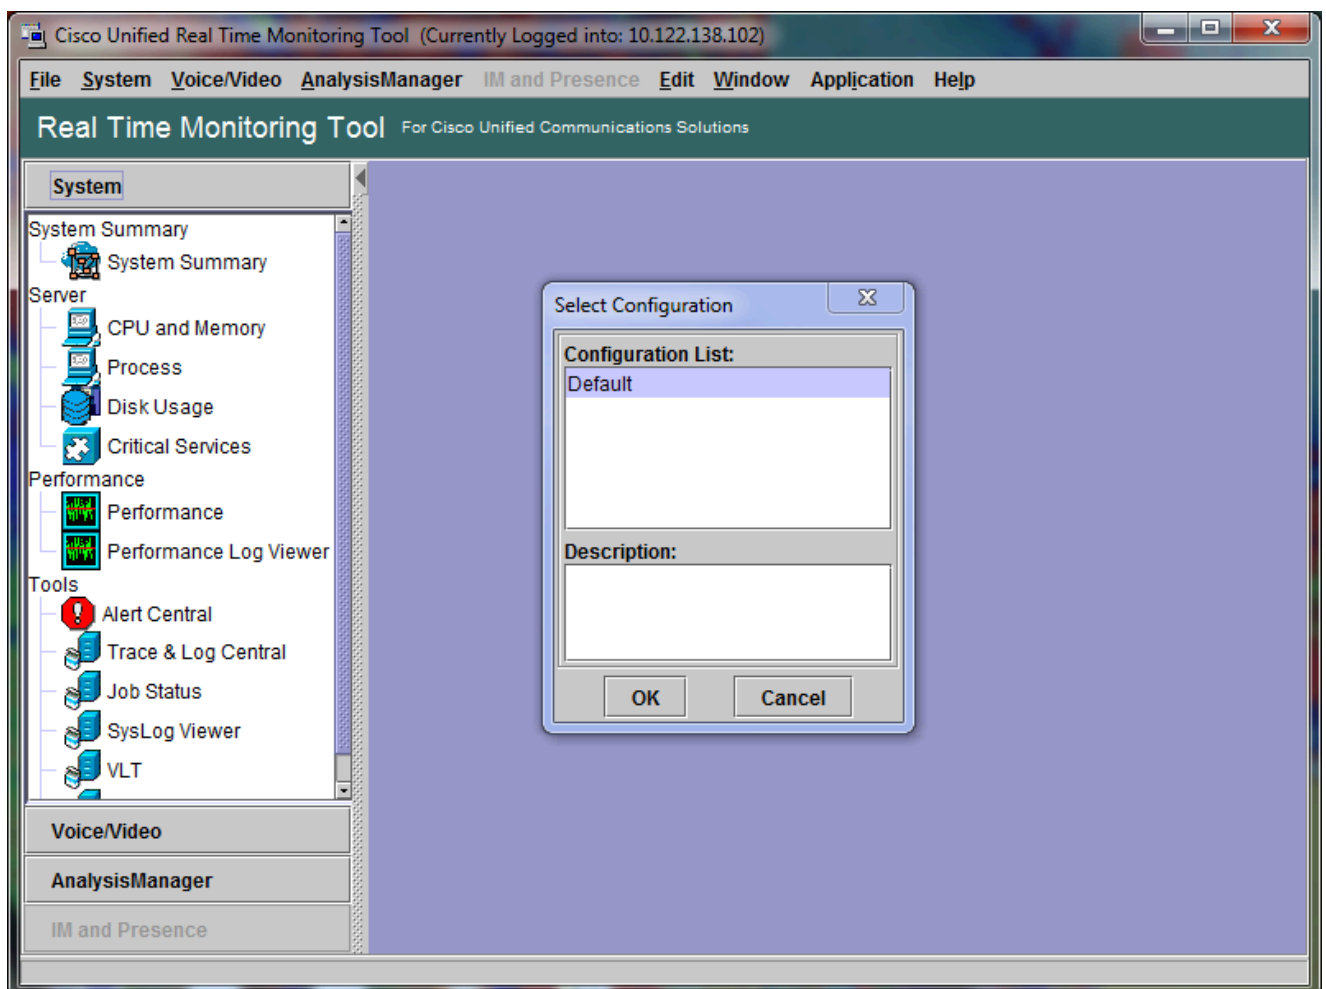 Cisco Unified Real Time Monitoring Tool (Currently Logged into: 10.122.138.102)
File System Voice/Video AnalysisManager IM and Presence Edit Window Application Help
Real Time Monitoring Tool For Cisco Unified Communications Solutions
System
System Summary
System Summary
Server
CPU and Memory
Process
Disk Usage
Critical Services
Performance
Performance
Performance Log Viewer
Tools
Alert Central
Trace & Log Central
Job Status
SysLog Viewer
VLT
Voice/Video
AnalysisManager
IM and Presence
Select Configuration
Configuration List:
Default
Description:
OK Cancel